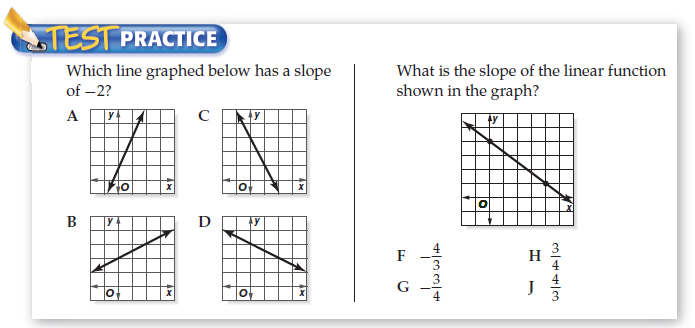 TEST PRACTICE
Which line graphed below has a slope
of –2?
A
y
O
x
C
y
O
x
B
y
O
x
D
y
O
x
What is the slope of the linear function
shown in the graph?
y
O
x
F –4/3
G –3/4
H 3/4
J 4/3